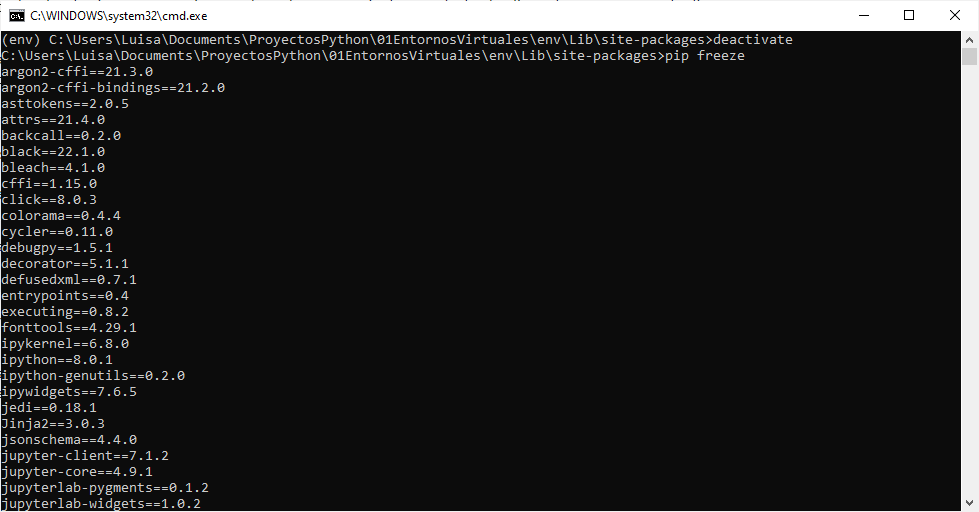 C:\WINDOWS\system32\cmd.exe
(env) C:\Users\Luisa\Documents\ProyectosPython\01EntornosVirtuales\env\Lib\site-packages>deactivate
C:\Users\Luisa\Documents\ProyectosPython\01EntornosVirtuales\env\Lib\site-packages>pip freeze
argon2-cffi==21.3.0
argon2-cffi-bindings==21.2.0
asttokens==2.0.5
attrs==21.4.0
backcall==0.2.0
black==22.1.0
bleach==4.1.0
cffi==1.15.0
click==8.0.3
colorama==0.4.4
cycler==0.11.0
debugpy==1.5.1
decorator==5.1.1
defusedxml==0.7.1
entrypoints==0.4
executing==0.8.2
fonttools==4.29.1
ipykernel==6.8.0
ipython==8.0.1
ipython-genutils==0.2.0
ipywidgets==7.6.5
jedi==0.18.1
Jinja2==3.0.3
jsonschema==4.4.0
jupyter-client==7.1.2
jupyter-core==4.9.1
jupyterlab-pygments==0.1.2
jupyterlab-widgets==1.0.2